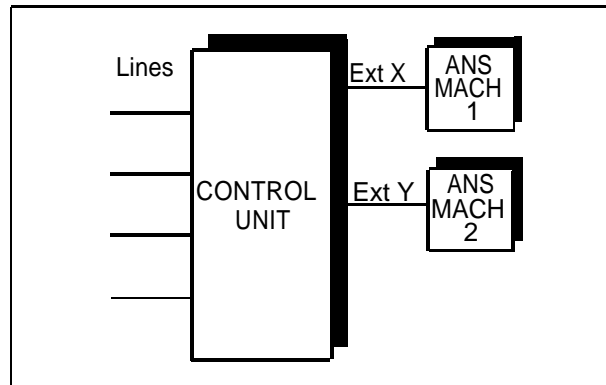 Lines
Ext X
ANS
MACH
1
CONTROL
UNIT
Ext Y
ANS
MACH
2